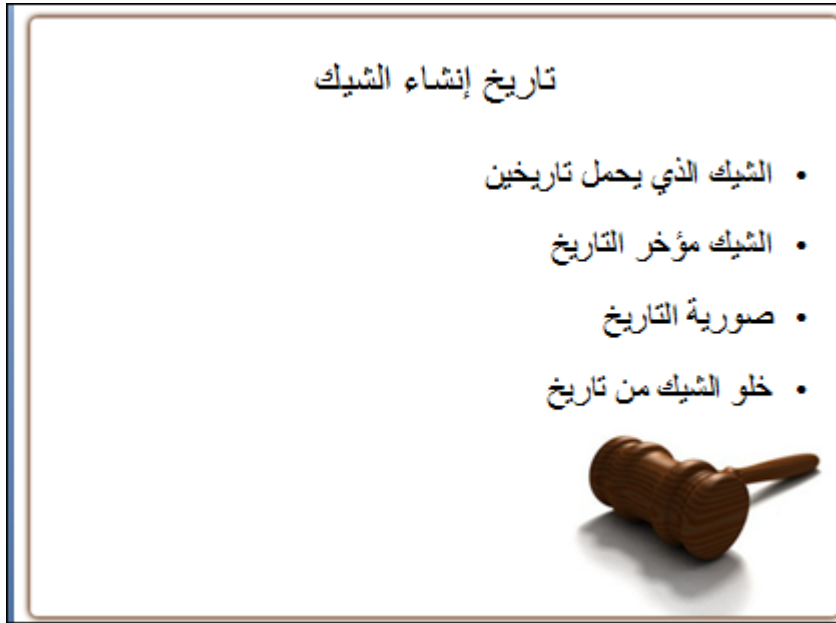 تاريخ إنشاء الشيك
• الشيك الذي يحمل تاريخين
• الشيك مؤخر التاريخ
• صورية التاريخ
• خلو الشيك من تاريخ